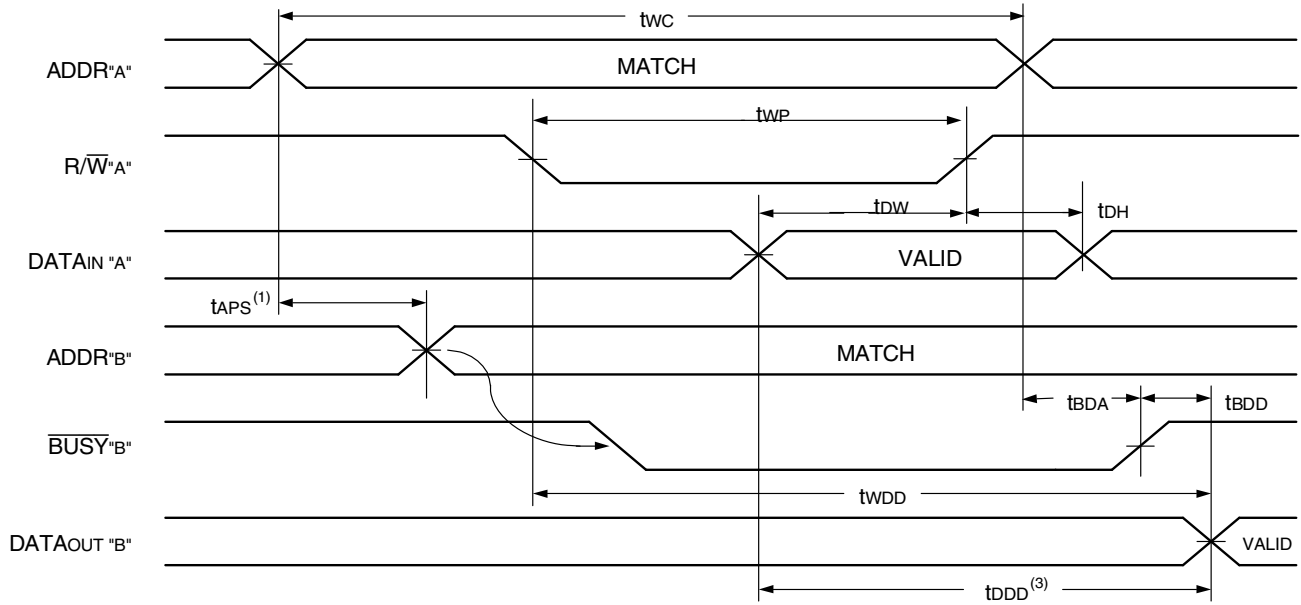 tWC
ADDR"A"
MATCH
tWP
R/W̅"A"
tDW
tDH
DATAIN "A"
VALID
tAPS(1)
ADDR"B"
MATCH
tBDA
tBDD
B̅U̅S̅Y̅"B"
tWDD
DATAOUT "B"
VALID
tDDD(3)